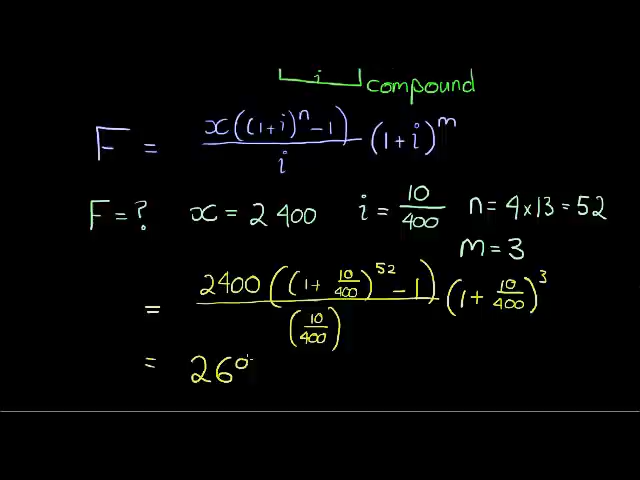 i compound
F = x((1+i)^n - 1) / i (1+i)^m
F = ? x = 2 400 i = 10/400 n = 4 x 13 = 52
m = 3
= 2400((1 + 10/400)^52 - 1) / (10/400) (1 + 10/400)^3
= 260